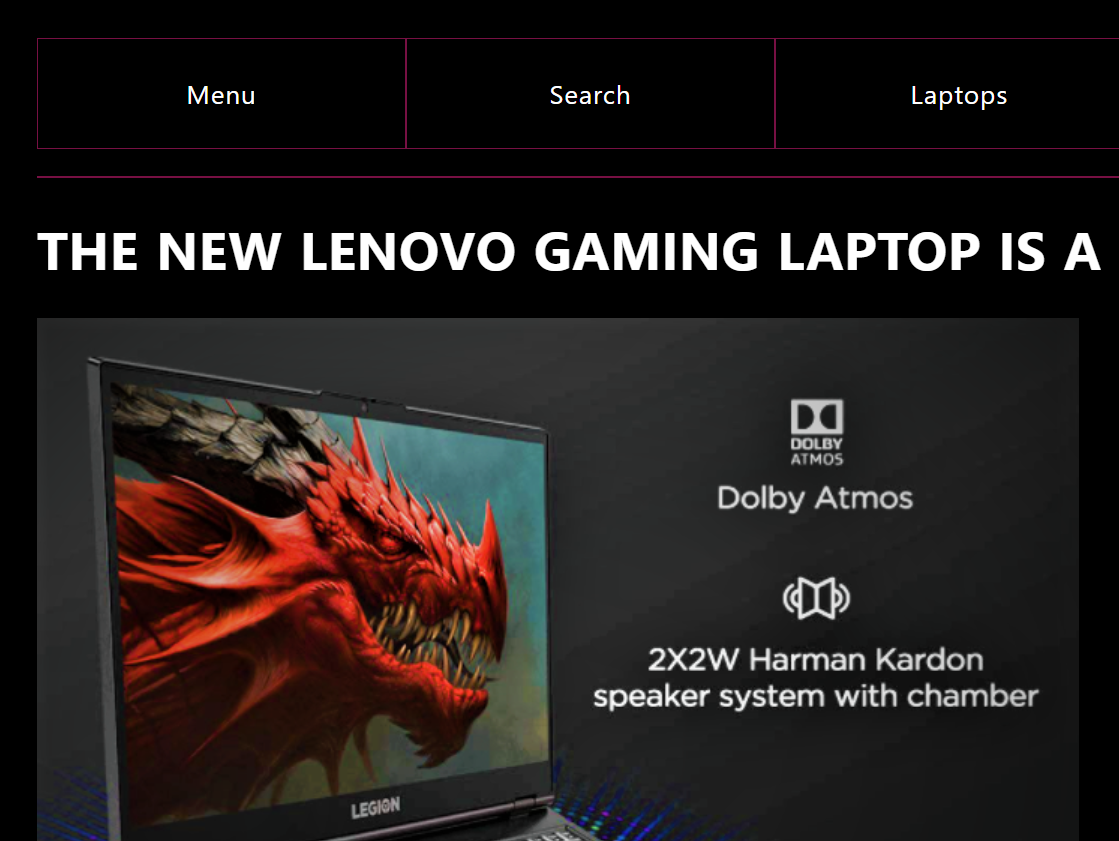 Menu
Search
Laptops
THE NEW LENOVO GAMING LAPTOP IS A
DOLBY
ATMOS
Dolby Atmos
2X2W Harman Kardon
speaker system with chamber
LEGION